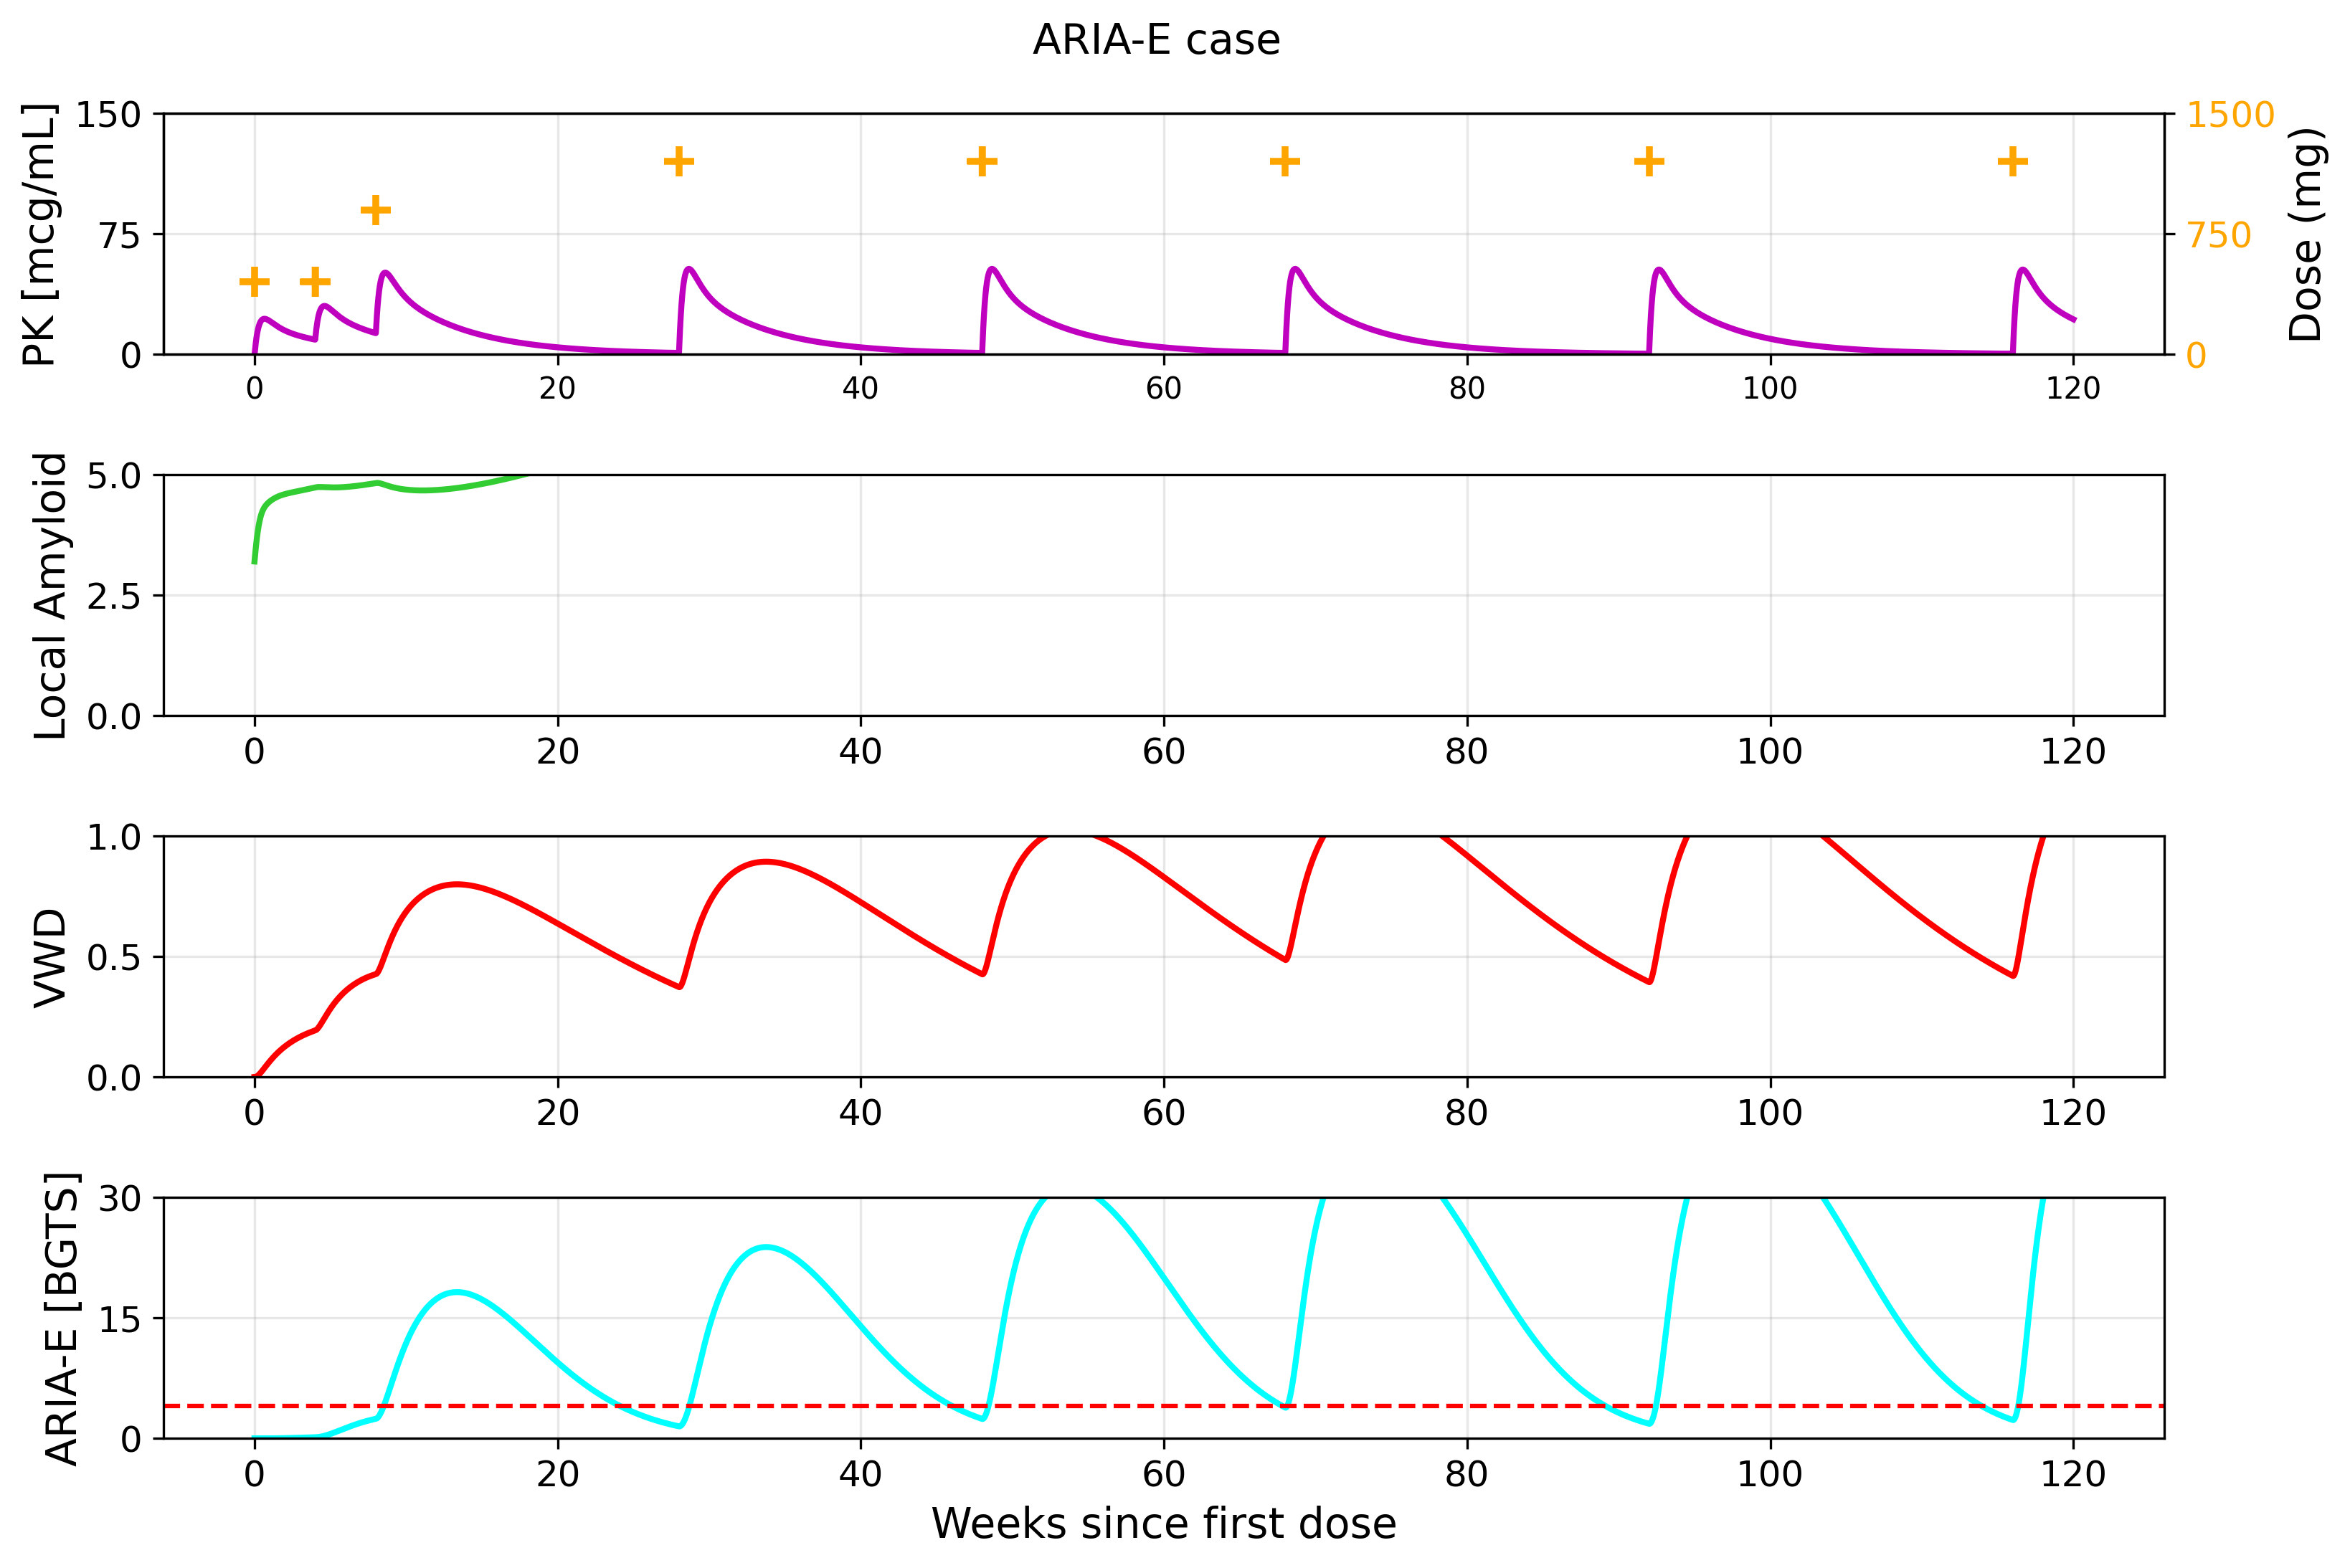 ARIA-E case
PK [mcg/mL]
150
75
0
1500
750
0
Dose (mg)
0 20 40 60 80 100 120
Local Amyloid
5.0
2.5
0.0
0 20 40 60 80 100 120
VWD
1.0
0.5
0.0
0 20 40 60 80 100 120
ARIA-E [BGTS]
30
15
0
0 20 40 60 80 100 120
Weeks since first dose